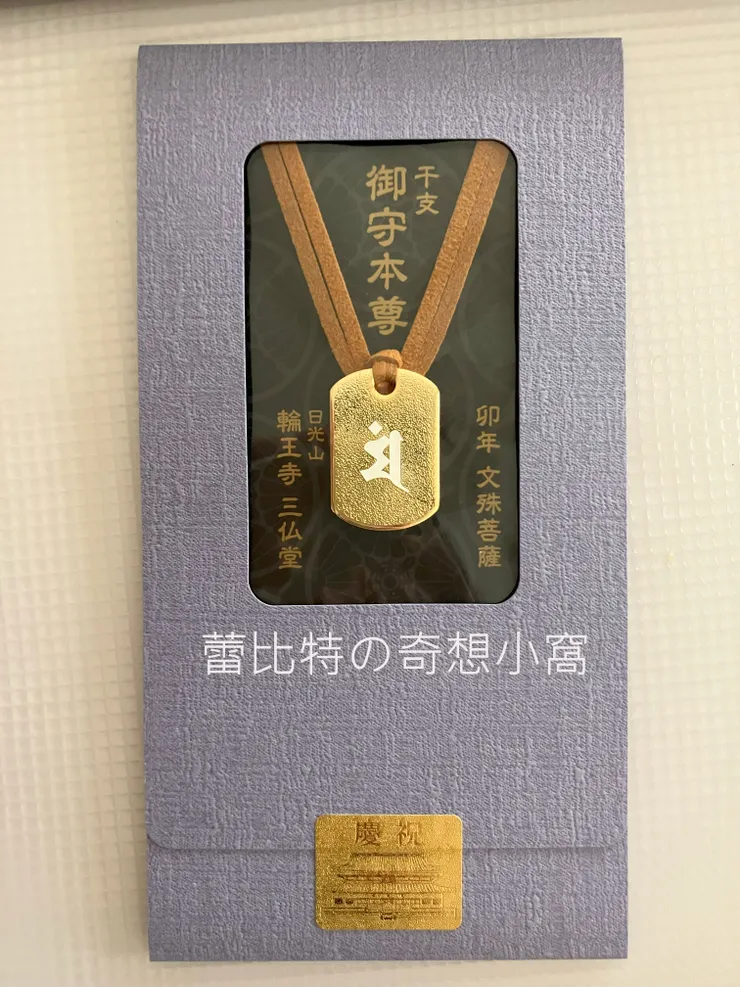 干支
御守本尊
卯年 文殊菩薩
日光山
輪王寺 三仏堂
蕾比特の奇想小窩
慶祝